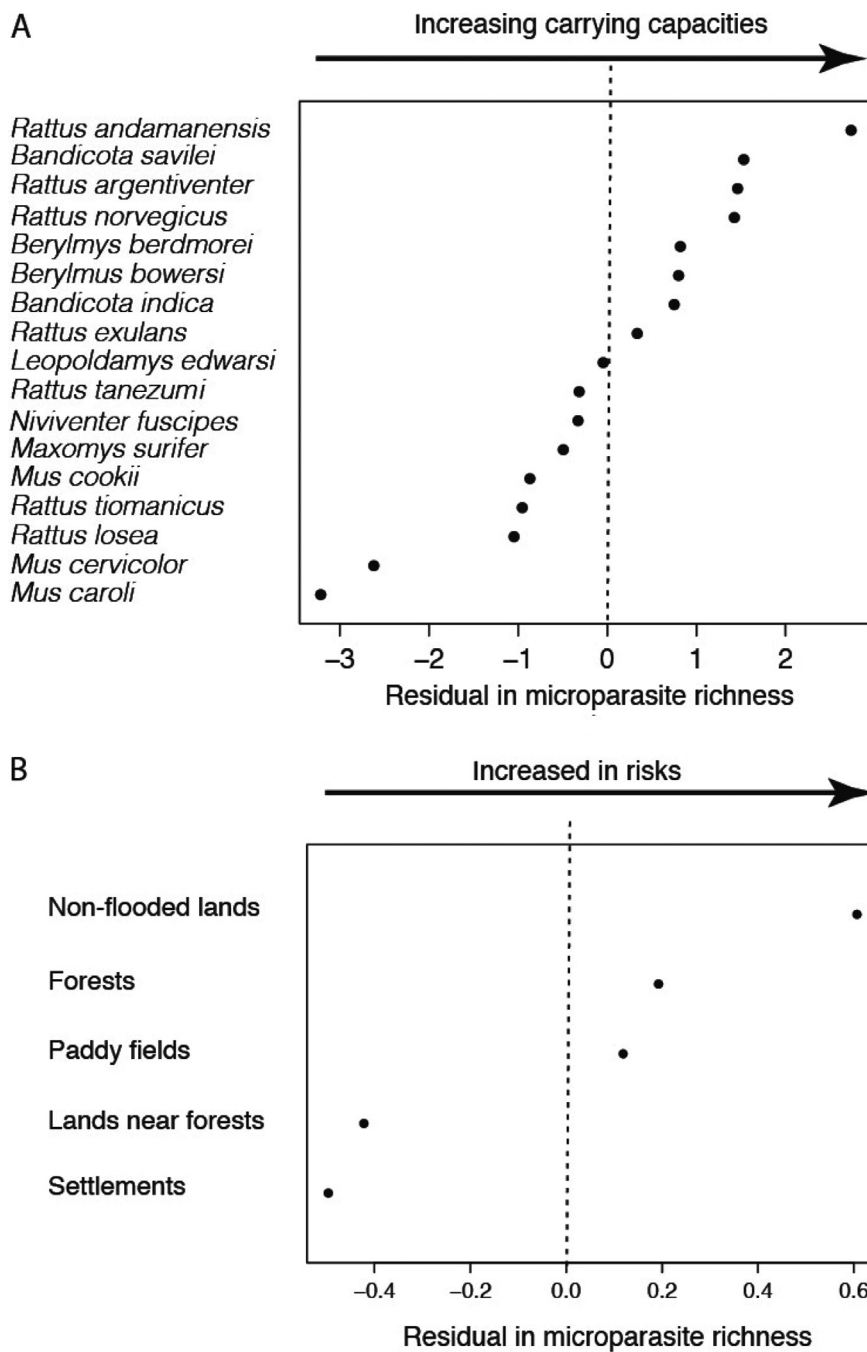 A
Increasing carrying capacities
Rattus andamanensis
Bandicota savilei
Rattus argentiventer
Rattus norvegicus
Berylmys berdmorei
Berylmus bowersi
Bandicota indica
Rattus exulans
Leopoldamys edwarsi
Rattus tanezumi
Niviventer fuscipes
Maxomys surifer
Mus cookii
Rattus tiomanicus
Rattus losea
Mus cervicolor
Mus caroli
−3 −2 −1 0 1 2
Residual in microparasite richness
B
Increased in risks
Non-flooded lands
Forests
Paddy fields
Lands near forests
Settlements
−0.4 −0.2 0.0 0.2 0.4 0.6
Residual in microparasite richness